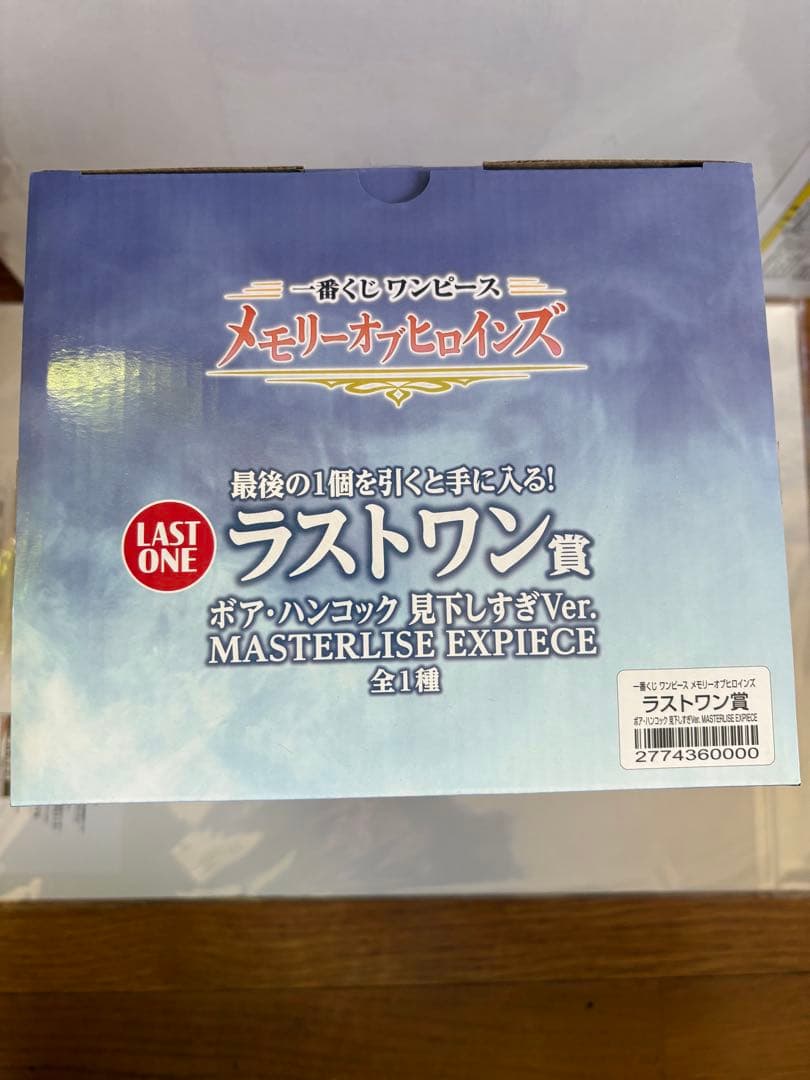 一番くじ ワンピース
メモリーオブヒロインズ
最後の1個を引くと手に入る!
LAST
ONE
ラストワン賞
ボア・ハンコック 見下しすぎVer.
MASTERLISE EXPIECE
全1種
一番くじ ワンピース メモリーオブヒロインズ
ラストワン賞
ボア・ハンコック 見下しすぎVer. MASTERLISE EXPIECE
2774360000